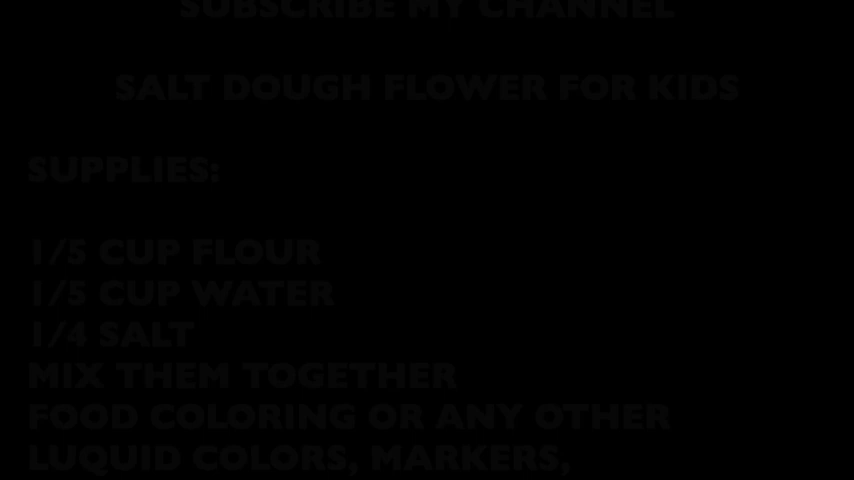 SUBSCRIBE MY CHANNEL
SALT DOUGH FLOWER FOR KIDS
SUPPLIES:
1/5 CUP FLOUR
1/5 CUP WATER
1/4 SALT
MIX THEM TOGETHER
FOOD COLORING OR ANY OTHER
LUQUID COLORS, MARKERS,